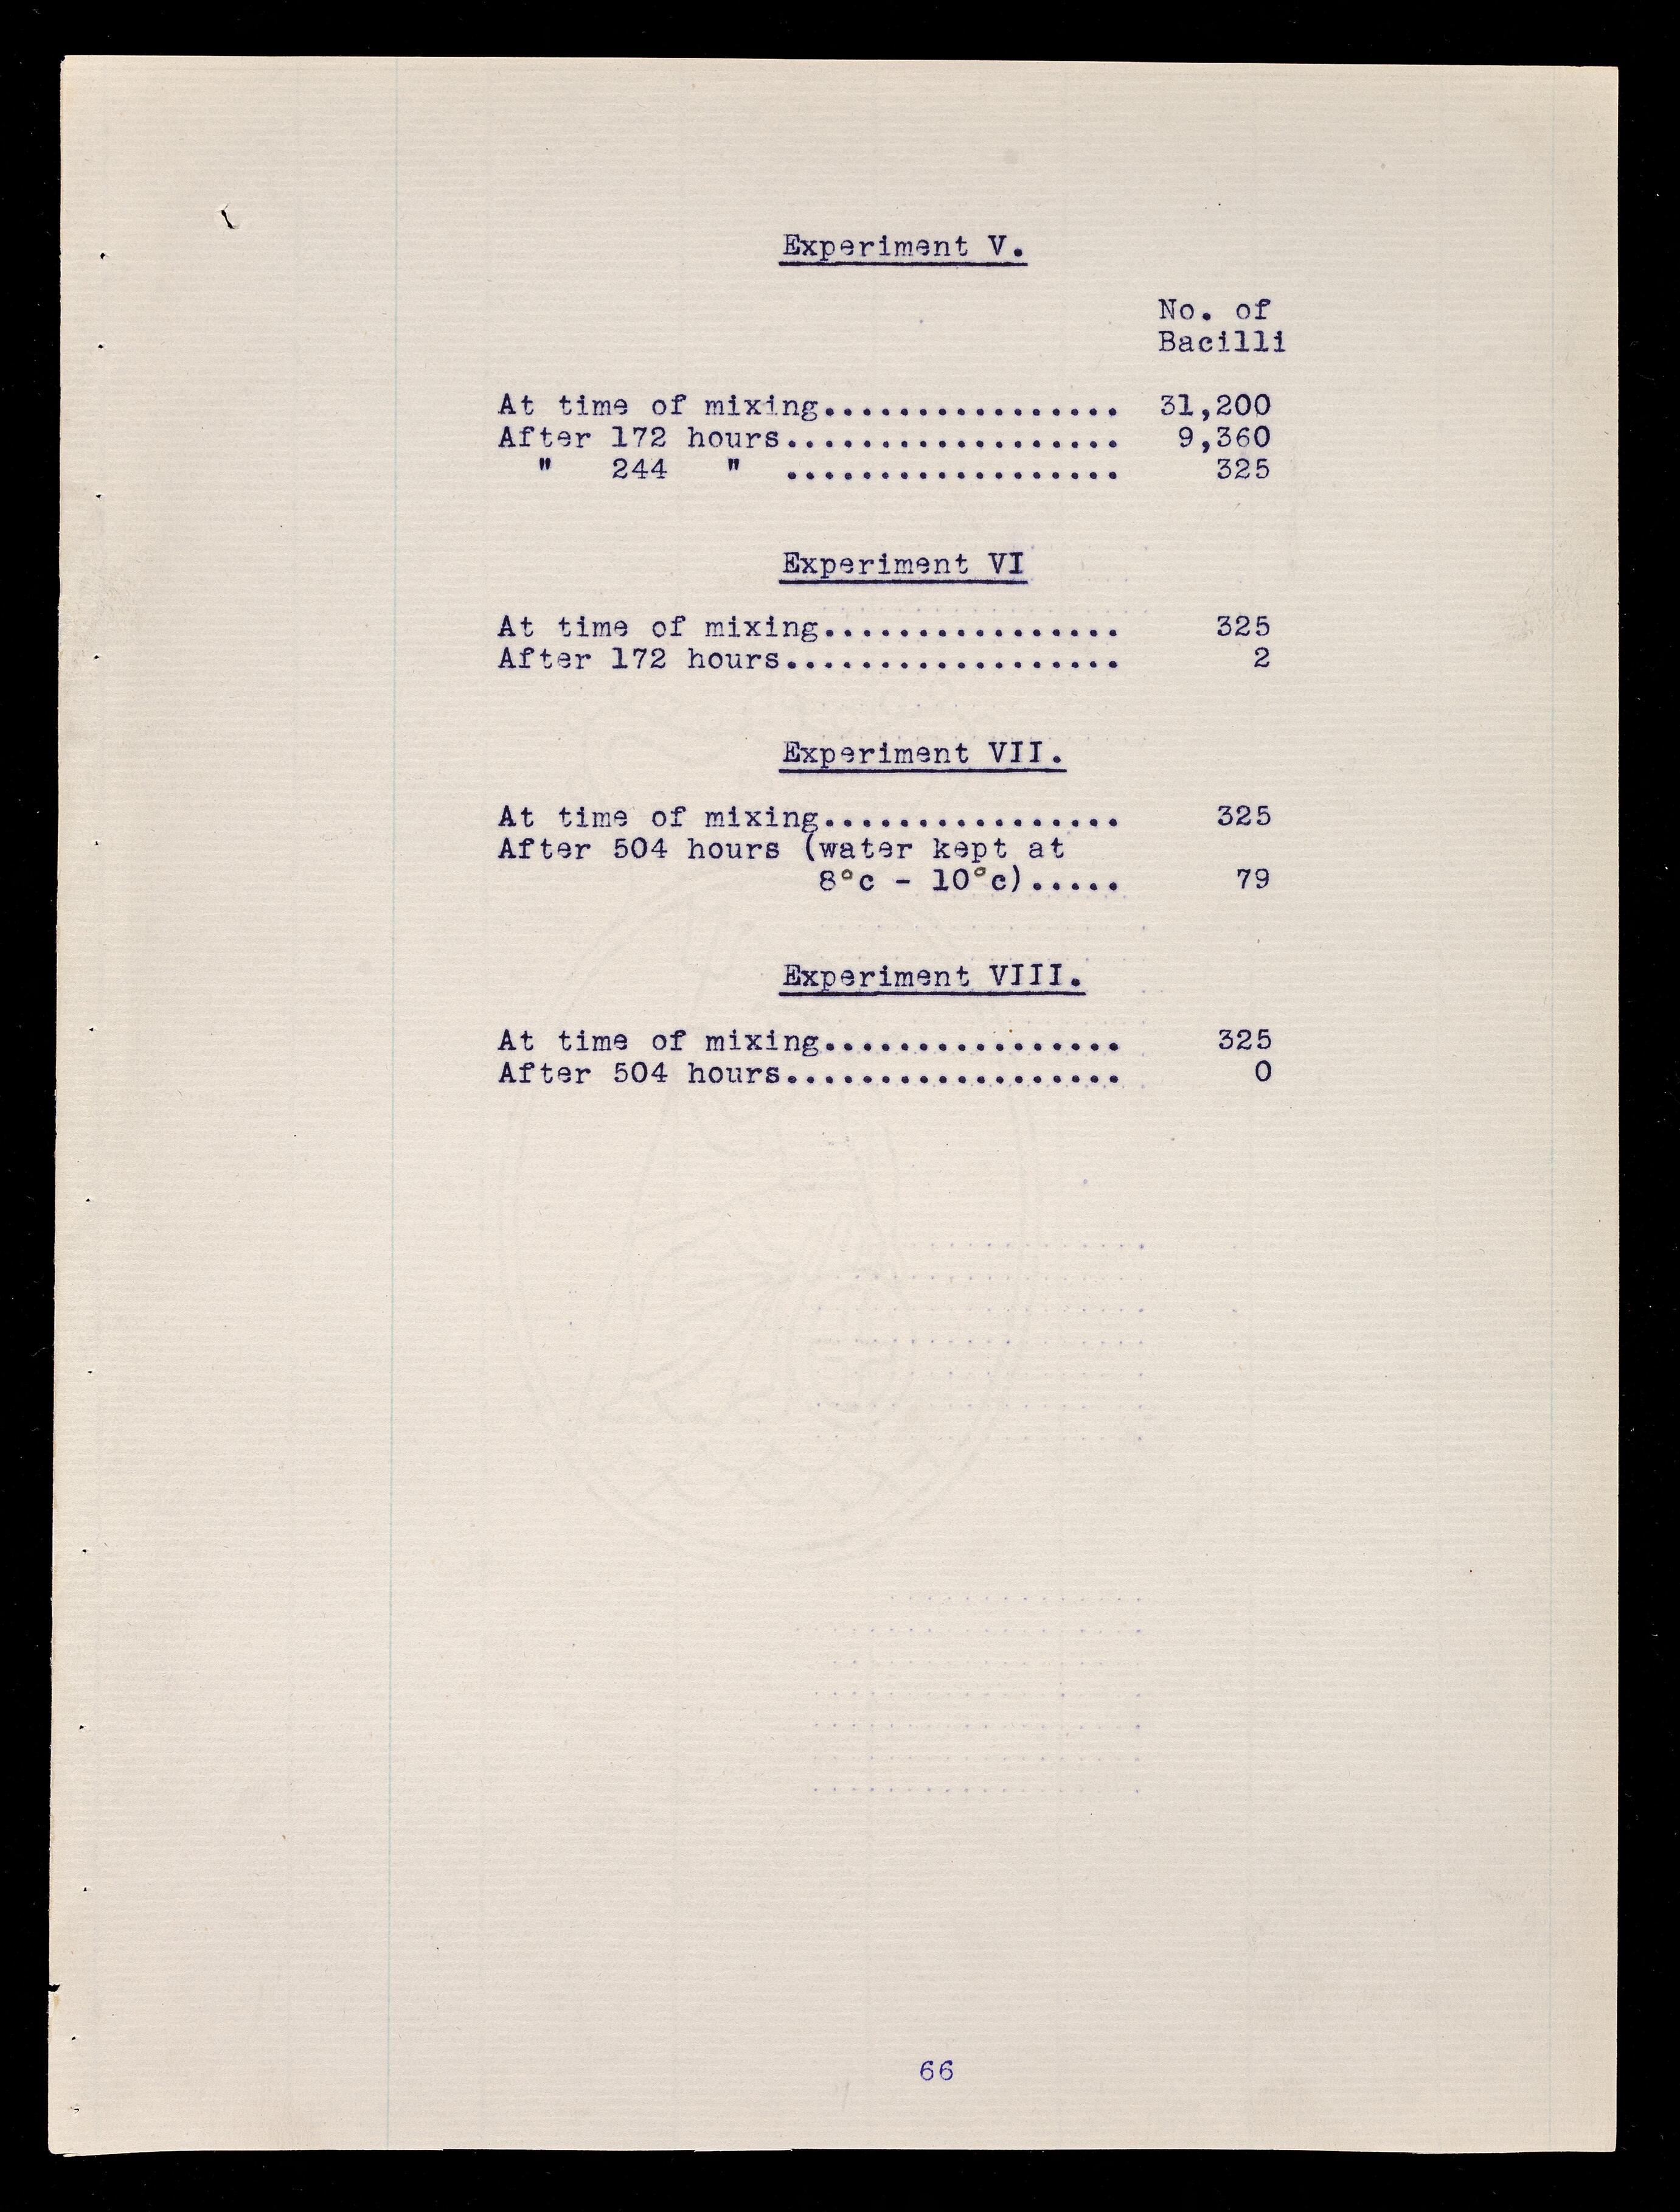 Experiment V.
No. of
Bacilli
At time of mixing................ 31,200
After 172 hours.................. 9,360
" 244 " .................. 325
Experiment VI
At time of mixing................ 325
After 172 hours.................. 2
Experiment VII.
At time of mixing................ 325
After 504 hours (water kept at
8°c - 10°c)..... 79
Experiment VIII.
At time of mixing................ 325
After 504 hours.................. 0
66